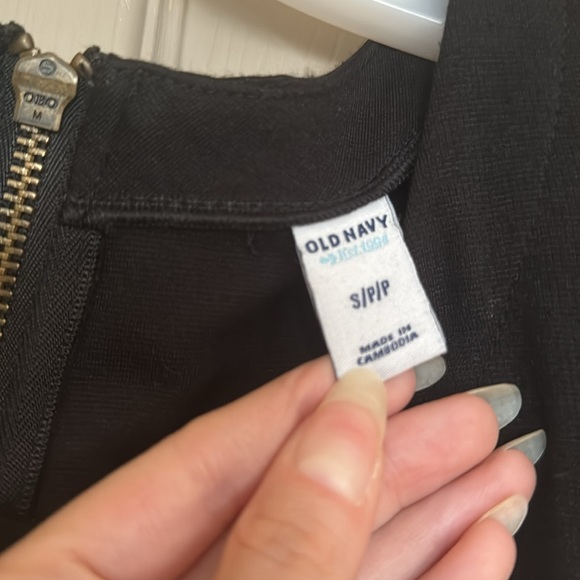 OLD NAVY
S/P/P
MADE IN
CAMBODIA
M